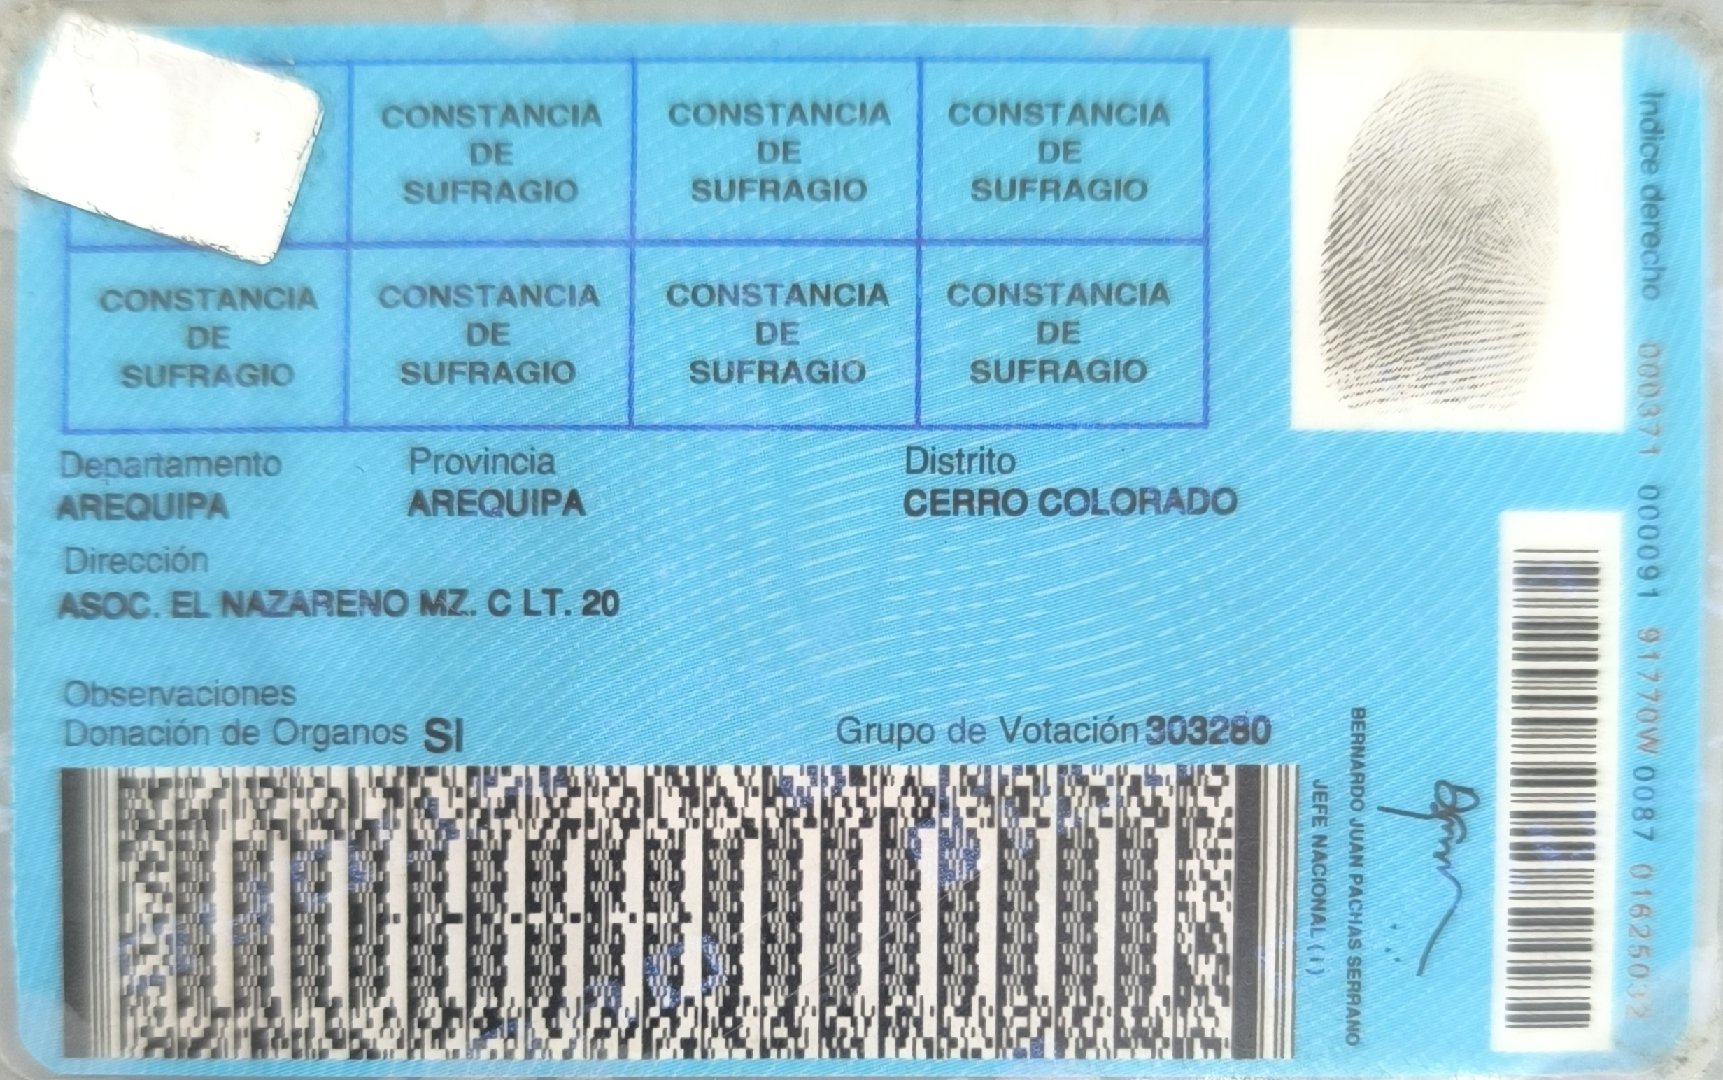 CONSTANCIA DE SUFRAGIO
CONSTANCIA DE SUFRAGIO
CONSTANCIA DE SUFRAGIO
CONSTANCIA DE SUFRAGIO
CONSTANCIA DE SUFRAGIO
CONSTANCIA DE SUFRAGIO
CONSTANCIA DE SUFRAGIO
Departamento Provincia Distrito
AREQUIPA AREQUIPA CERRO COLORADO
Dirección
ASOC. EL NAZARENO MZ. C LT. 20
Observaciones
Donación de Organos SI Grupo de Votación 303280
BERNARDO JUAN PACHAS SERRANO
JEFE NACIONAL ( i )
Indice derecho 000371 000091 91770W 0087 01625032